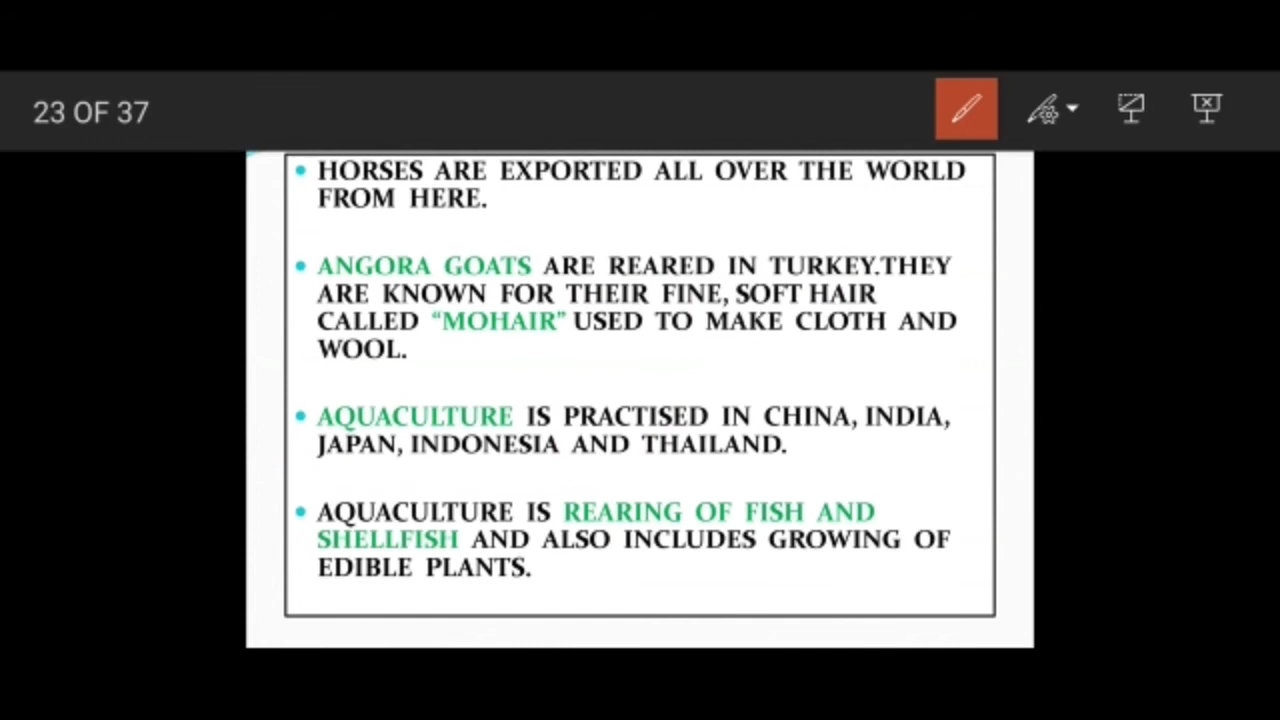 23 OF 37
• HORSES ARE EXPORTED ALL OVER THE WORLD
FROM HERE.
• ANGORA GOATS ARE REARED IN TURKEY.THEY
ARE KNOWN FOR THEIR FINE, SOFT HAIR
CALLED “MOHAIR” USED TO MAKE CLOTH AND
WOOL.
• AQUACULTURE IS PRACTISED IN CHINA, INDIA,
JAPAN, INDONESIA AND THAILAND.
• AQUACULTURE IS REARING OF FISH AND
SHELLFISH AND ALSO INCLUDES GROWING OF
EDIBLE PLANTS.